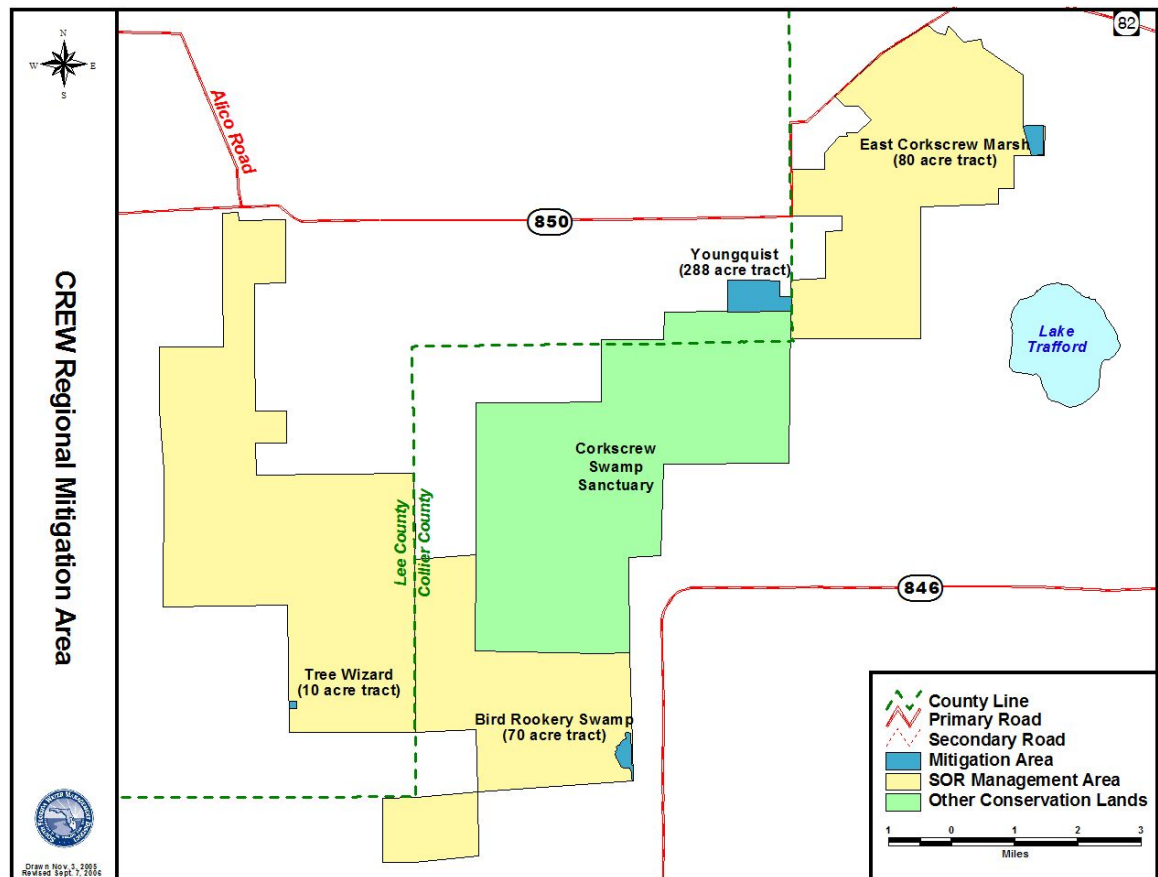 N
W E
S
CREW Regional Mitigation Area
Drawn Nov. 3, 2005
Revised Sept. 7, 2006
82
Alico Road
East Corkscrew Marsh
(80 acre tract)
850
Youngquist
(288 acre tract)
Lake
Trafford
Corkscrew
Swamp
Sanctuary
Lee County
Collier County
846
Tree Wizard
(10 acre tract)
Bird Rookery Swamp
(70 acre tract)
County Line
Primary Road
Secondary Road
Mitigation Area
SOR Management Area
Other Conservation Lands
1 0 1 2 3
Miles